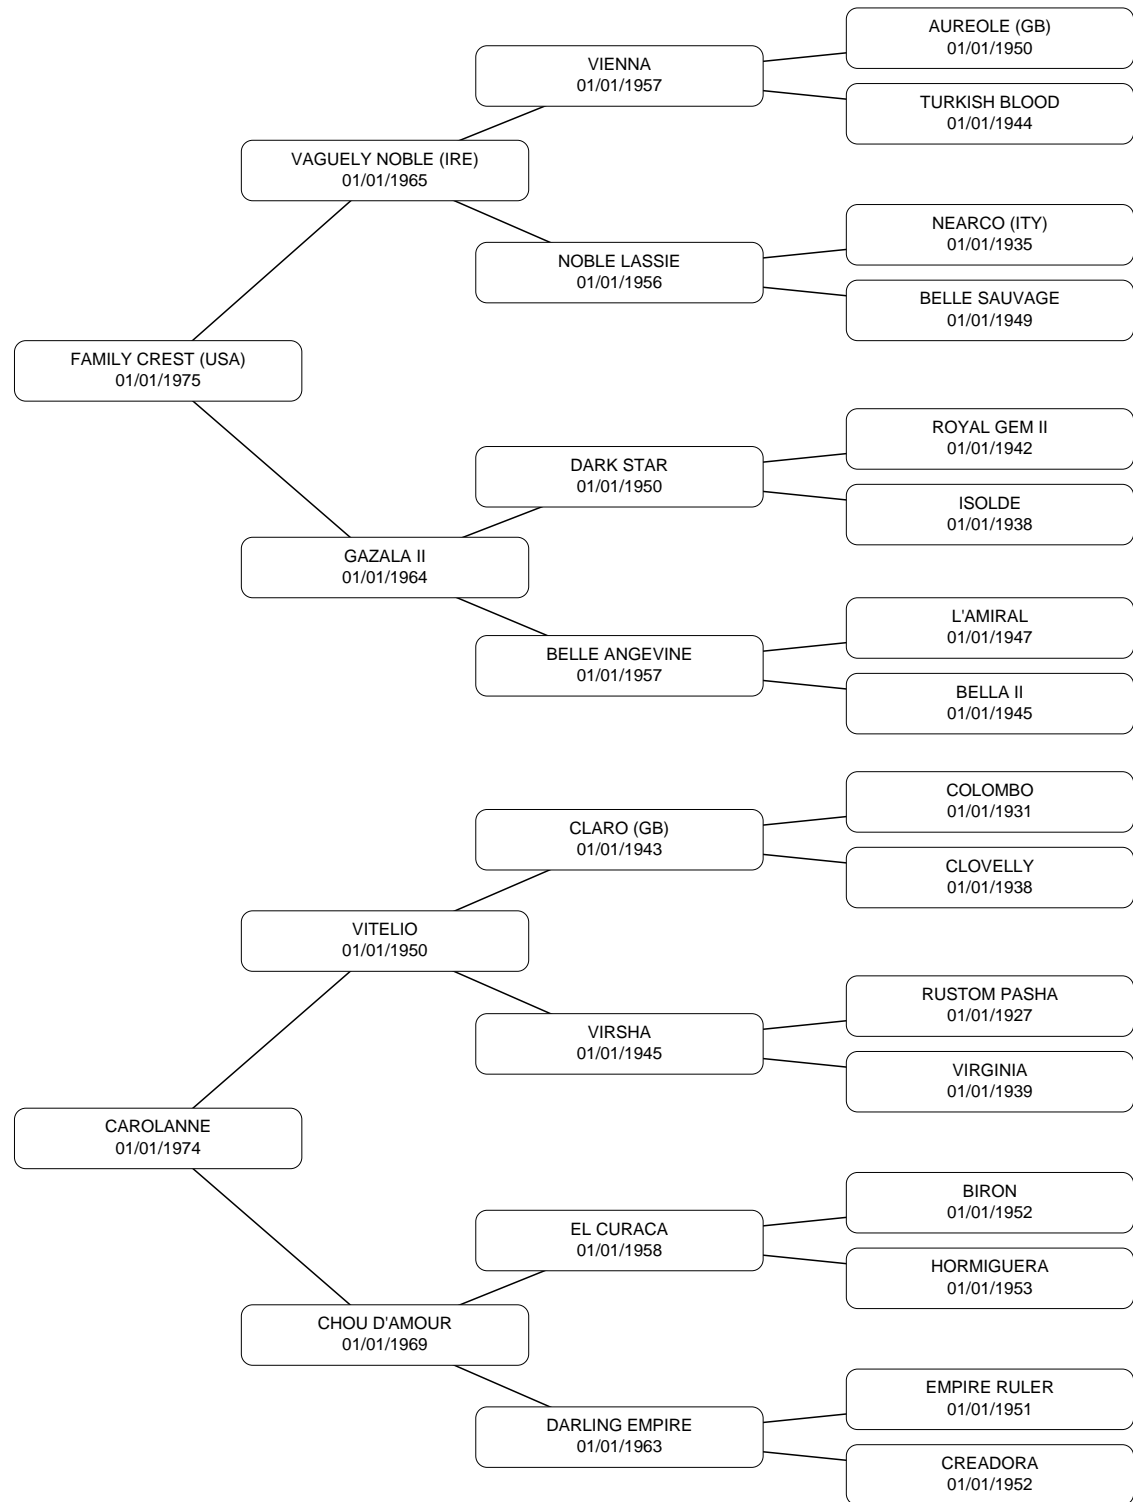 AUREOLE (GB)
01/01/1950
VIENNA
01/01/1957
TURKISH BLOOD
01/01/1944
VAGUELY NOBLE (IRE)
01/01/1965
NEARCO (ITY)
01/01/1935
NOBLE LASSIE
01/01/1956
BELLE SAUVAGE
01/01/1949
FAMILY CREST (USA)
01/01/1975
ROYAL GEM II
01/01/1942
DARK STAR
01/01/1950
ISOLDE
01/01/1938
GAZALA II
01/01/1964
L'AMIRAL
01/01/1947
BELLE ANGEVINE
01/01/1957
BELLA II
01/01/1945
COLOMBO
01/01/1931
CLARO (GB)
01/01/1943
CLOVELLY
01/01/1938
VITELIO
01/01/1950
RUSTOM PASHA
01/01/1927
VIRSHA
01/01/1945
VIRGINIA
01/01/1939
CAROLANNE
01/01/1974
BIRON
01/01/1952
EL CURACA
01/01/1958
HORMIGUERA
01/01/1953
CHOU D'AMOUR
01/01/1969
EMPIRE RULER
01/01/1951
DARLING EMPIRE
01/01/1963
CREADORA
01/01/1952